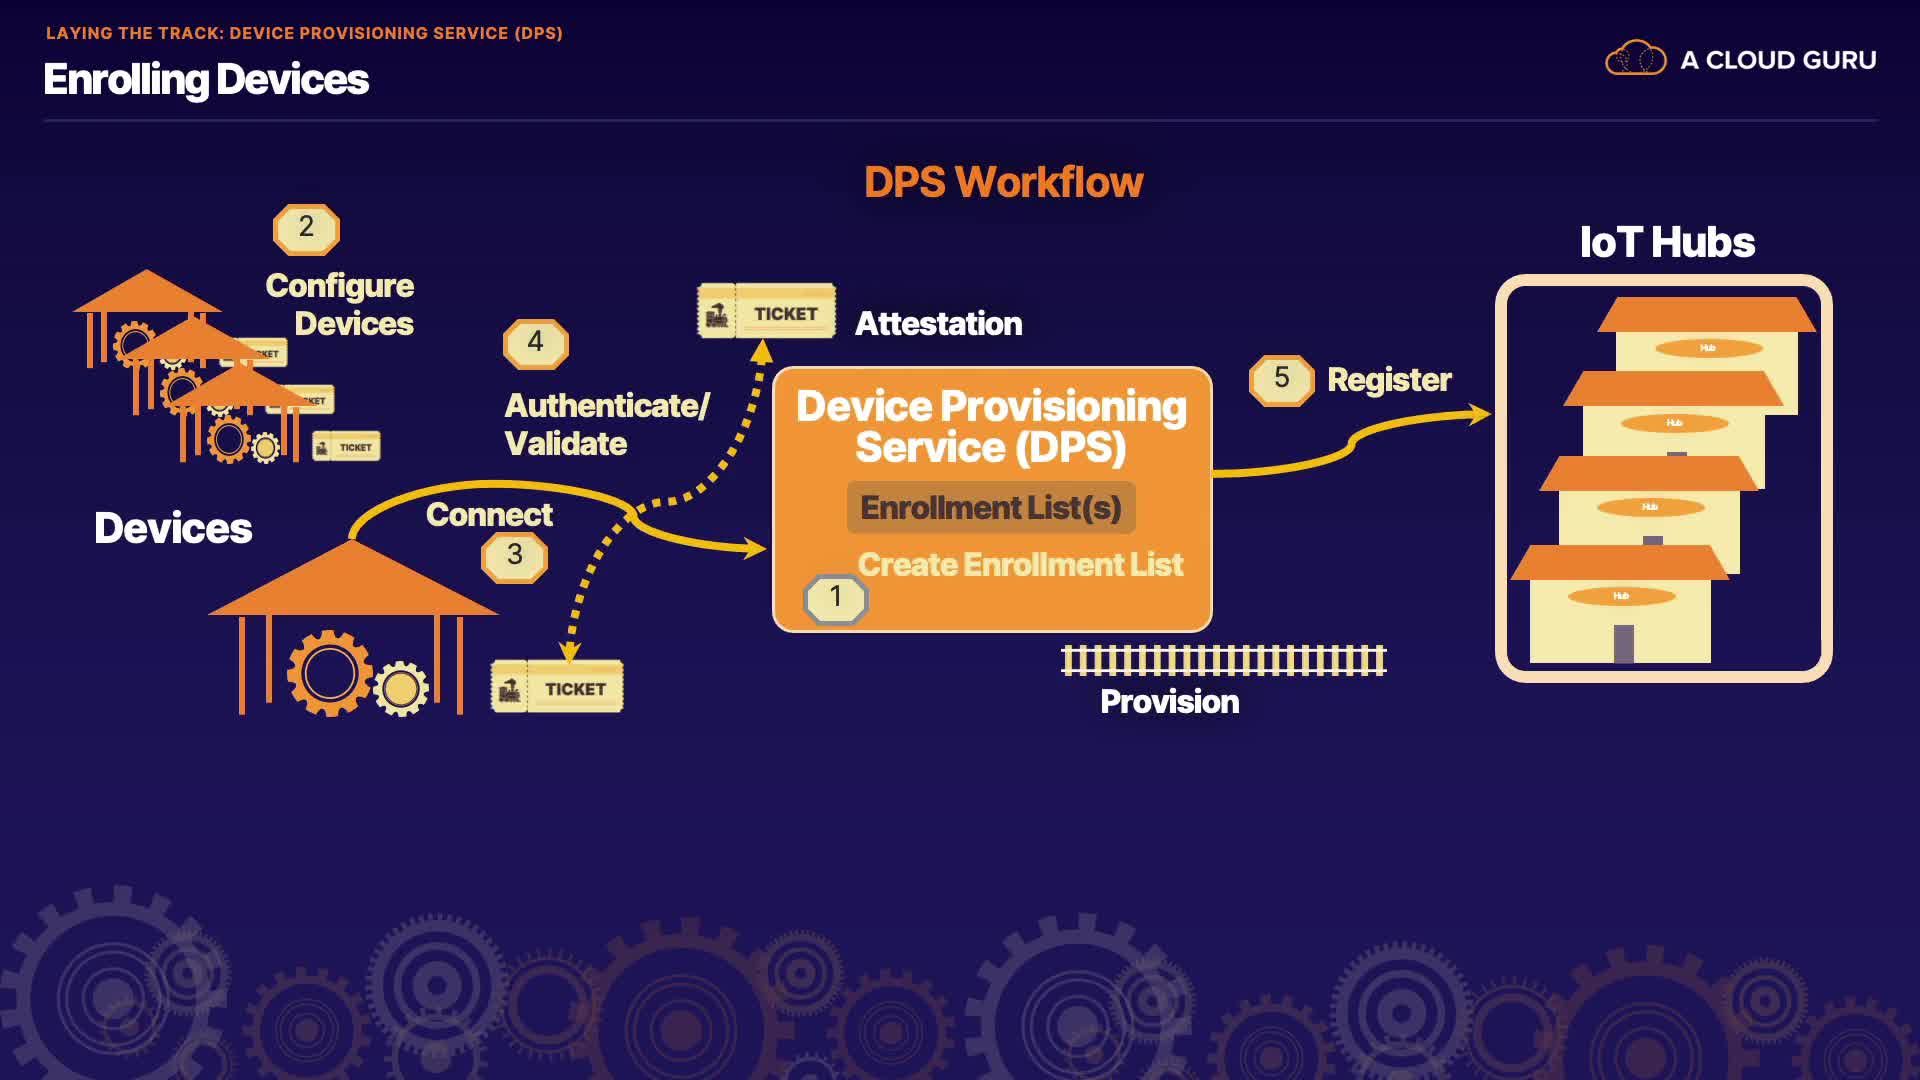 LAYING THE TRACK: DEVICE PROVISIONING SERVICE (DPS)
Enrolling Devices
A CLOUD GURU
DPS Workflow
2
Configure
Devices
KET
KET
TICKET
Devices
4
Authenticate/
Validate
Connect
3
TICKET
TICKET
Attestation
Device Provisioning
Service (DPS)
Enrollment List(s)
Create Enrollment List
1
Provision
5
Register
IoT Hubs
Hub
Hub
Hub
Hub